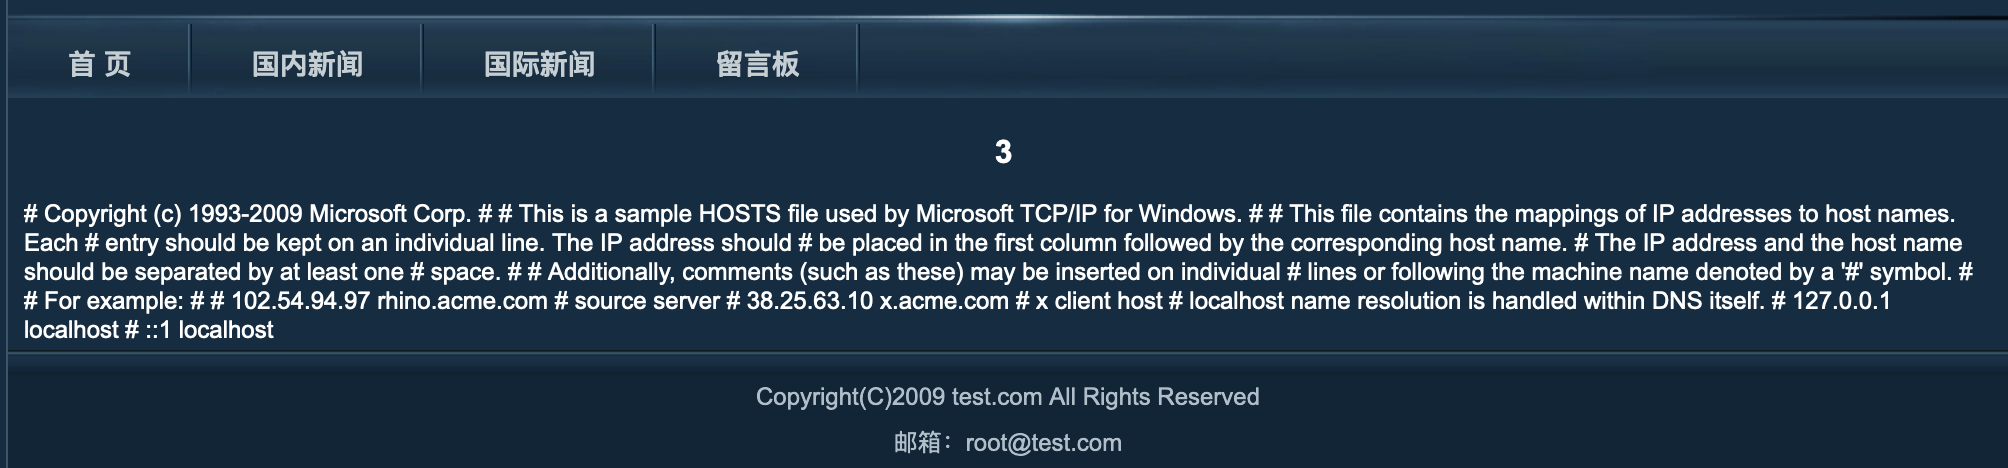 首 页 国内新闻 国际新闻 留言板
3
# Copyright (c) 1993-2009 Microsoft Corp. # # This is a sample HOSTS file used by Microsoft TCP/IP for Windows. # # This file contains the mappings of IP addresses to host names.
Each # entry should be kept on an individual line. The IP address should # be placed in the first column followed by the corresponding host name. # The IP address and the host name
should be separated by at least one # space. # # Additionally, comments (such as these) may be inserted on individual # lines or following the machine name denoted by a '#' symbol. #
# For example: # # 102.54.94.97 rhino.acme.com # source server # 38.25.63.10 x.acme.com # x client host # localhost name resolution is handled within DNS itself. # 127.0.0.1
localhost # ::1 localhost
Copyright(C)2009 test.com All Rights Reserved
邮箱：root@test.com